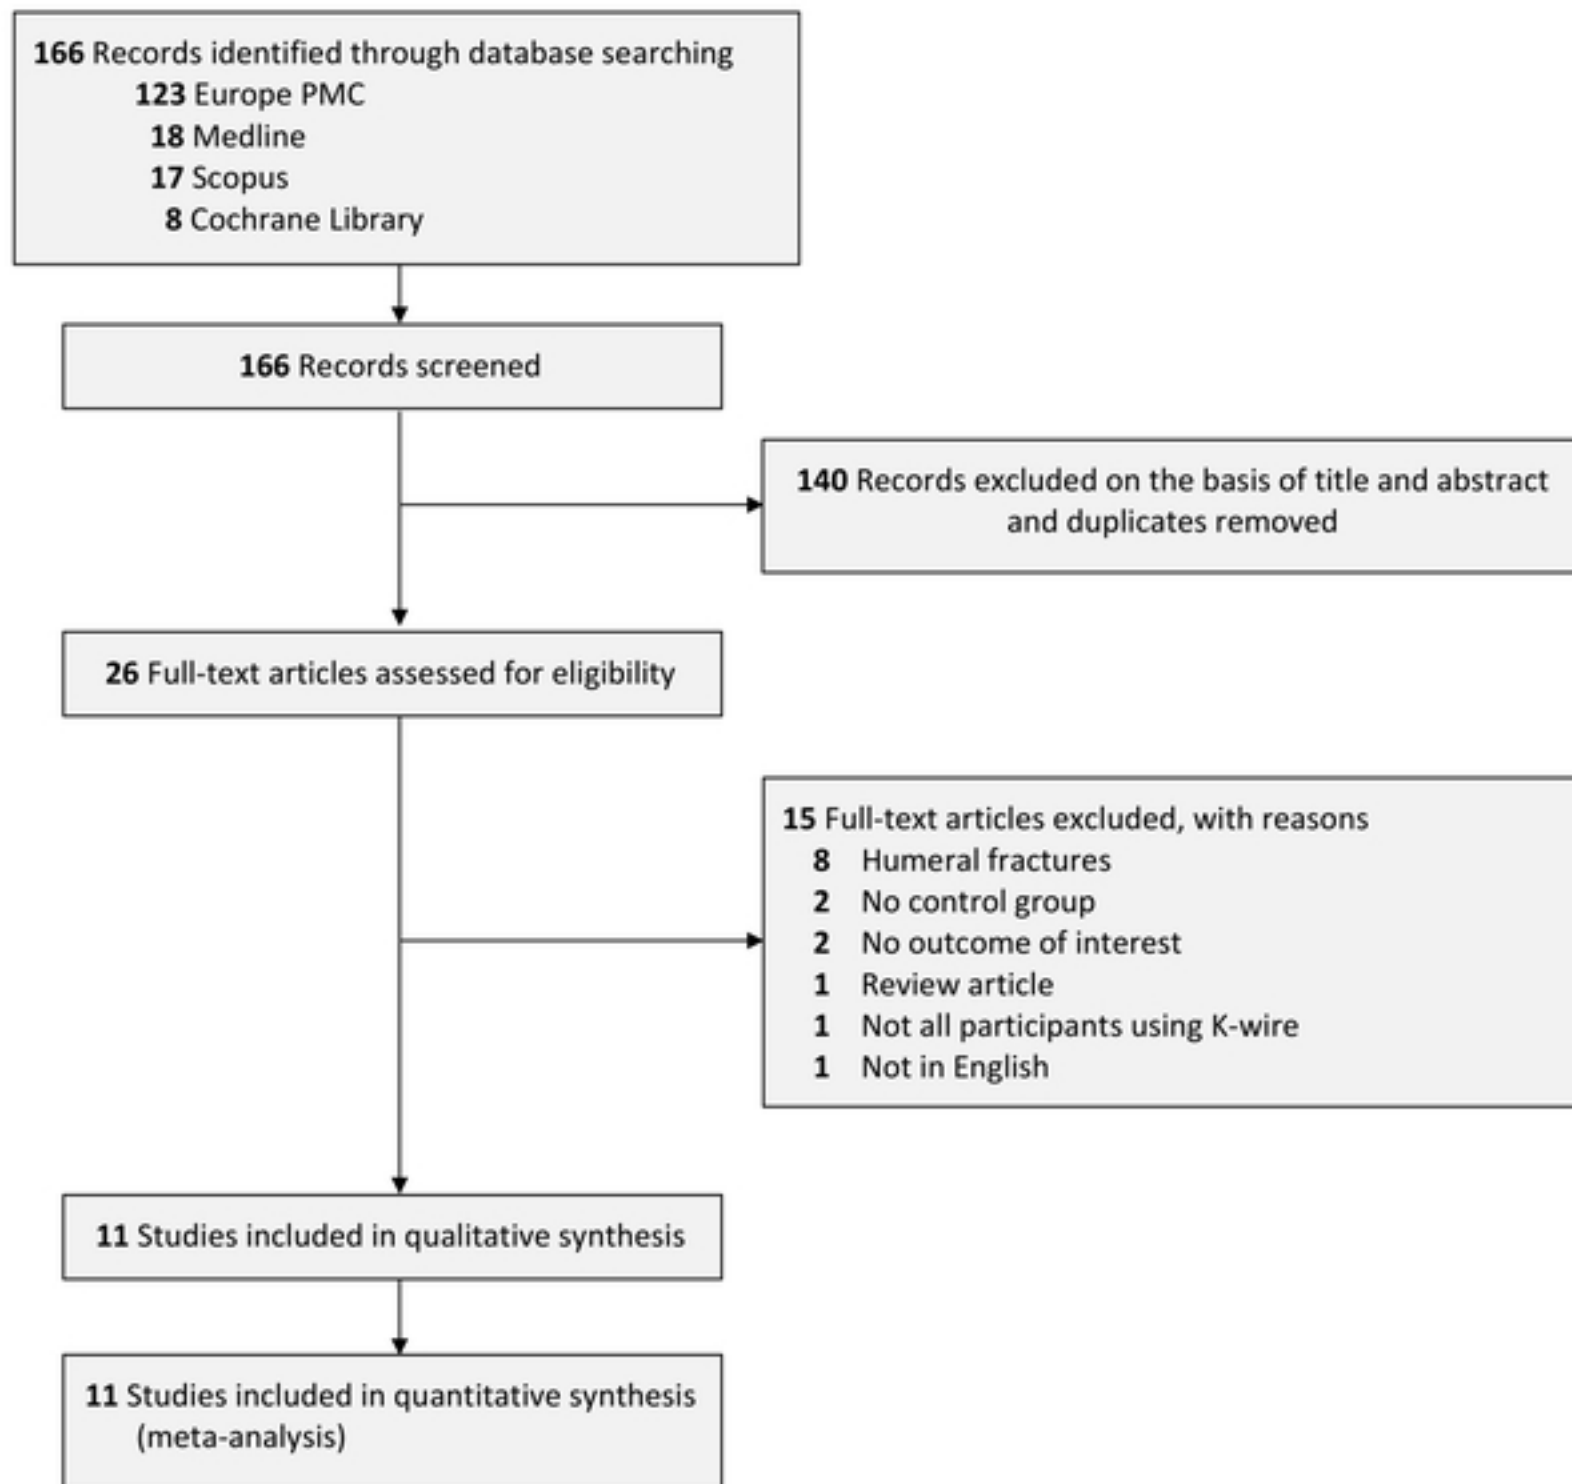 166 Records identified through database searching
123 Europe PMC
18 Medline
17 Scopus
8 Cochrane Library
166 Records screened
140 Records excluded on the basis of title and abstract
and duplicates removed
26 Full-text articles assessed for eligibility
15 Full-text articles excluded, with reasons
8 Humeral fractures
2 No control group
2 No outcome of interest
1 Review article
1 Not all participants using K-wire
1 Not in English
11 Studies included in qualitative synthesis
11 Studies included in quantitative synthesis
(meta-analysis)